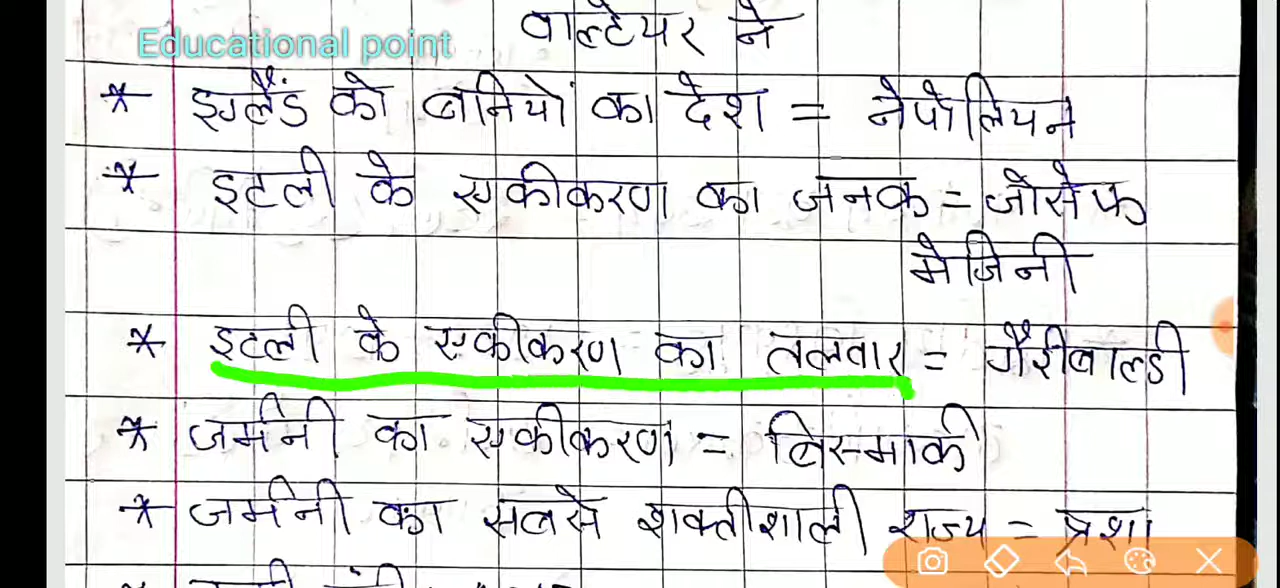 वाल्टेयर ने
Educational point
* इंग्लैंड को बनियों का देश = नेपोलियन
* इटली के एकीकरण का जनक = जोसेफ
मेजिनी
* इटली के एकीकरण का तलवार = गैरीबाल्डी
* जर्मनी का एकीकरण = बिस्मार्क
* जर्मनी का सबसे शक्तीशाली राज्य = प्रशा